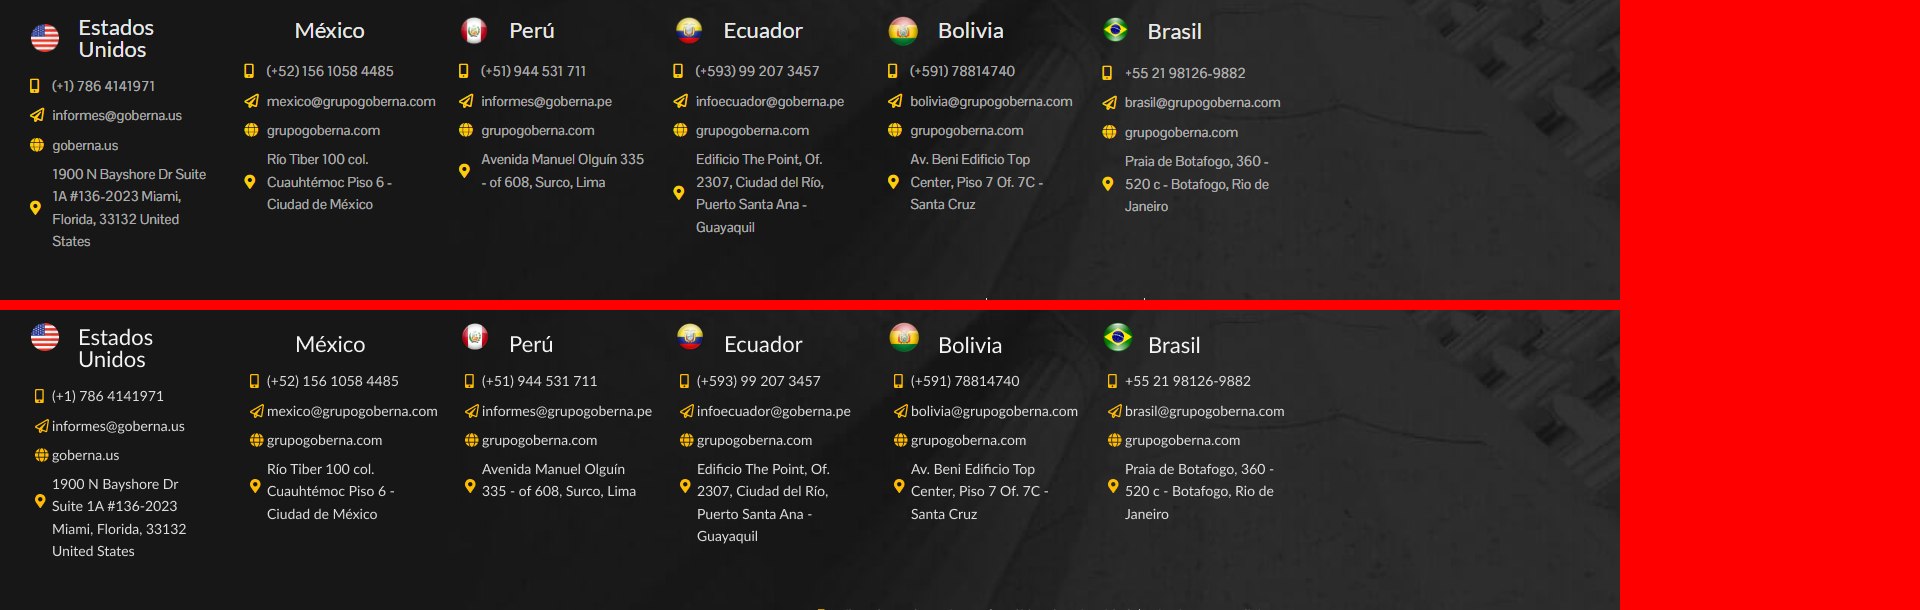 Estados
Unidos
(+1) 786 4141971
informes@goberna.us
goberna.us
1900 N Bayshore Dr Suite
1A #136-2023 Miami,
Florida, 33132 United
States
México
(+52) 156 1058 4485
mexico@grupogoberna.com
grupogoberna.com
Río Tiber 100 col.
Cuauhtémoc Piso 6 -
Ciudad de México
Perú
(+51) 944 531 711
informes@goberna.pe
grupogoberna.com
Avenida Manuel Olguín 335
- of 608, Surco, Lima
Ecuador
(+593) 99 207 3457
infoecuador@goberna.pe
grupogoberna.com
Edificio The Point, Of.
2307, Ciudad del Río,
Puerto Santa Ana -
Guayaquil
Bolivia
(+591) 78814740
bolivia@grupogoberna.com
grupogoberna.com
Av. Beni Edificio Top
Center, Piso 7 Of. 7C -
Santa Cruz
Brasil
+55 21 98126-9882
brasil@grupogoberna.com
grupogoberna.com
Praia de Botafogo, 360 -
520 c - Botafogo, Rio de
Janeiro
Estados
Unidos
(+1) 786 4141971
informes@goberna.us
goberna.us
1900 N Bayshore Dr
Suite 1A #136-2023
Miami, Florida, 33132
United States
México
(+52) 156 1058 4485
mexico@grupogoberna.com
grupogoberna.com
Río Tiber 100 col.
Cuauhtémoc Piso 6 -
Ciudad de México
Perú
(+51) 944 531 711
informes@grupogoberna.pe
grupogoberna.com
Avenida Manuel Olguín
335 - of 608, Surco, Lima
Ecuador
(+593) 99 207 3457
infoecuador@goberna.pe
grupogoberna.com
Edificio The Point, Of.
2307, Ciudad del Río,
Puerto Santa Ana -
Guayaquil
Bolivia
(+591) 78814740
bolivia@grupogoberna.com
grupogoberna.com
Av. Beni Edificio Top
Center, Piso 7 Of. 7C -
Santa Cruz
Brasil
+55 21 98126-9882
brasil@grupogoberna.com
grupogoberna.com
Praia de Botafogo, 360 -
520 c - Botafogo, Rio de
Janeiro